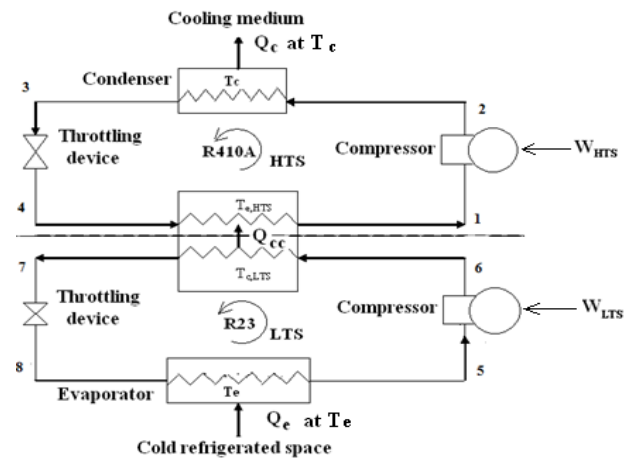 Cooling medium
Qc at Tc
Condenser
Tc
3
2
Throttling
device
R410A
HTS
Compressor
WHTS
4
Te,HTS
1
Qcc
7
Tc,LTS
6
Throttling
device
R23
LTS
Compressor
WLTS
8
5
Evaporator
Te
Qe at Te
Cold refrigerated space